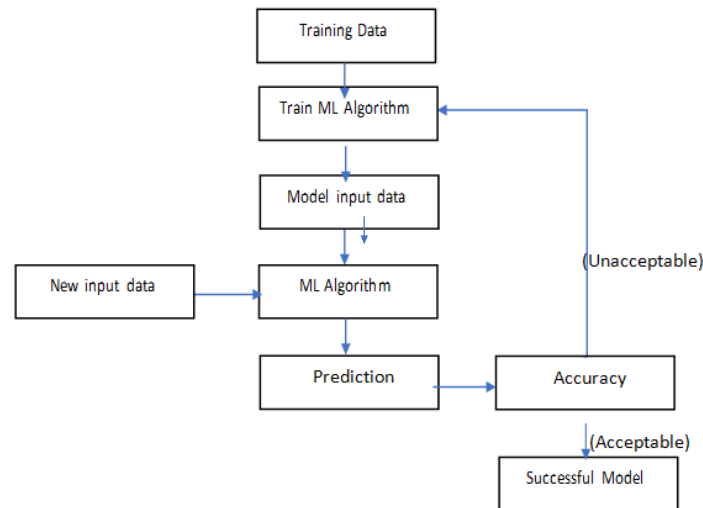 Training Data
Train ML Algorithm
Model input data
(Unacceptable)
New input data
ML Algorithm
Prediction
Accuracy
(Acceptable)
Successful Model